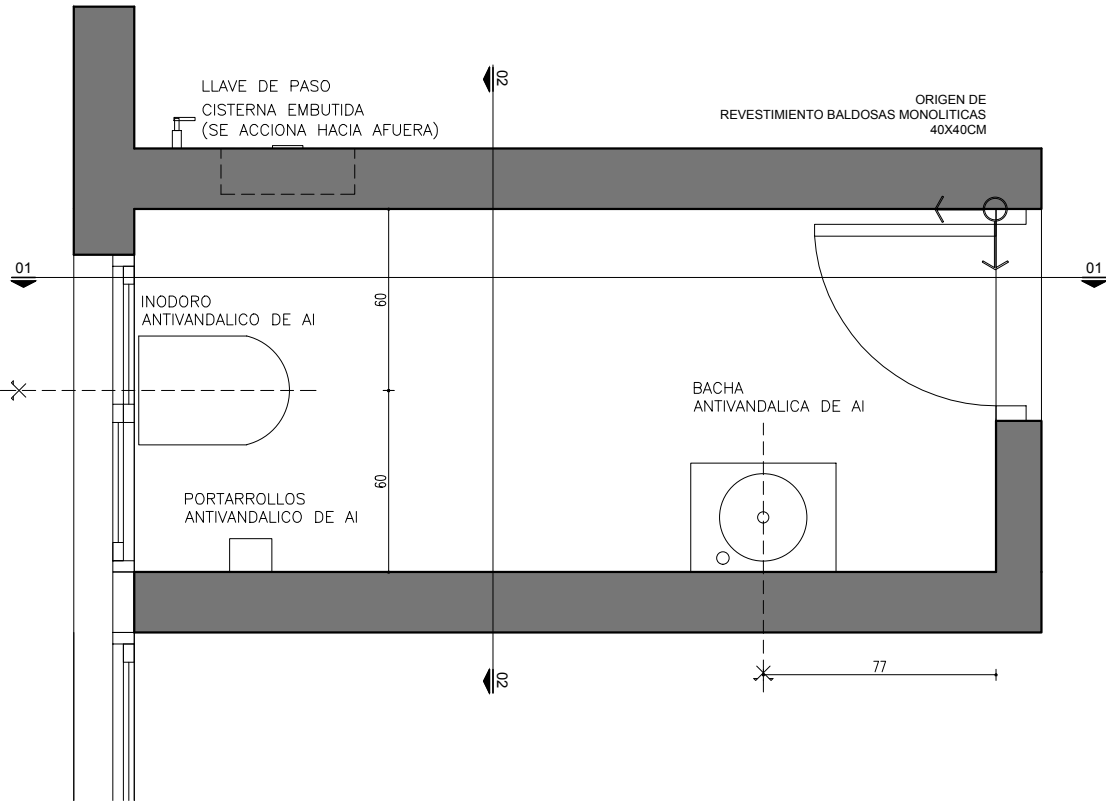 LLAVE DE PASO
CISTERNA EMBUTIDA
(SE ACCIONA HACIA AFUERA)
02
ORIGEN DE
REVESTIMIENTO BALDOSAS MONOLITICAS
40X40CM
01
01
INODORO
ANTIVANDALICO DE AI
60
BACHA
ANTIVANDALICA DE AI
60
PORTARROLLOS
ANTIVANDALICO DE AI
02
77